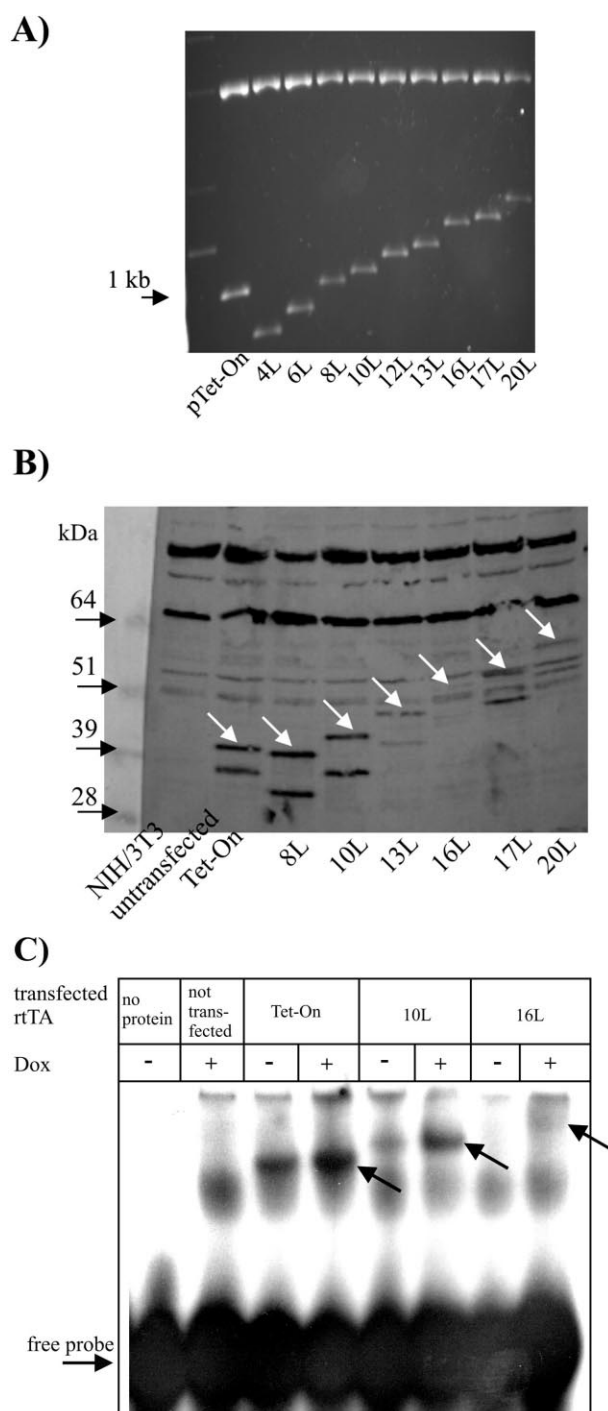 A)
1 kb
pTet-On 4L 6L 8L 10L 12L 13L 16L 17L 20L
B)
kDa
64
51
39
28
NIH/3T3
untransfected Tet-On 8L 10L 13L 16L 17L 20L
C)
transfected rtTA
no protein
not trans-fected
Tet-On
10L
16L
Dox - + - + - + - +
free probe